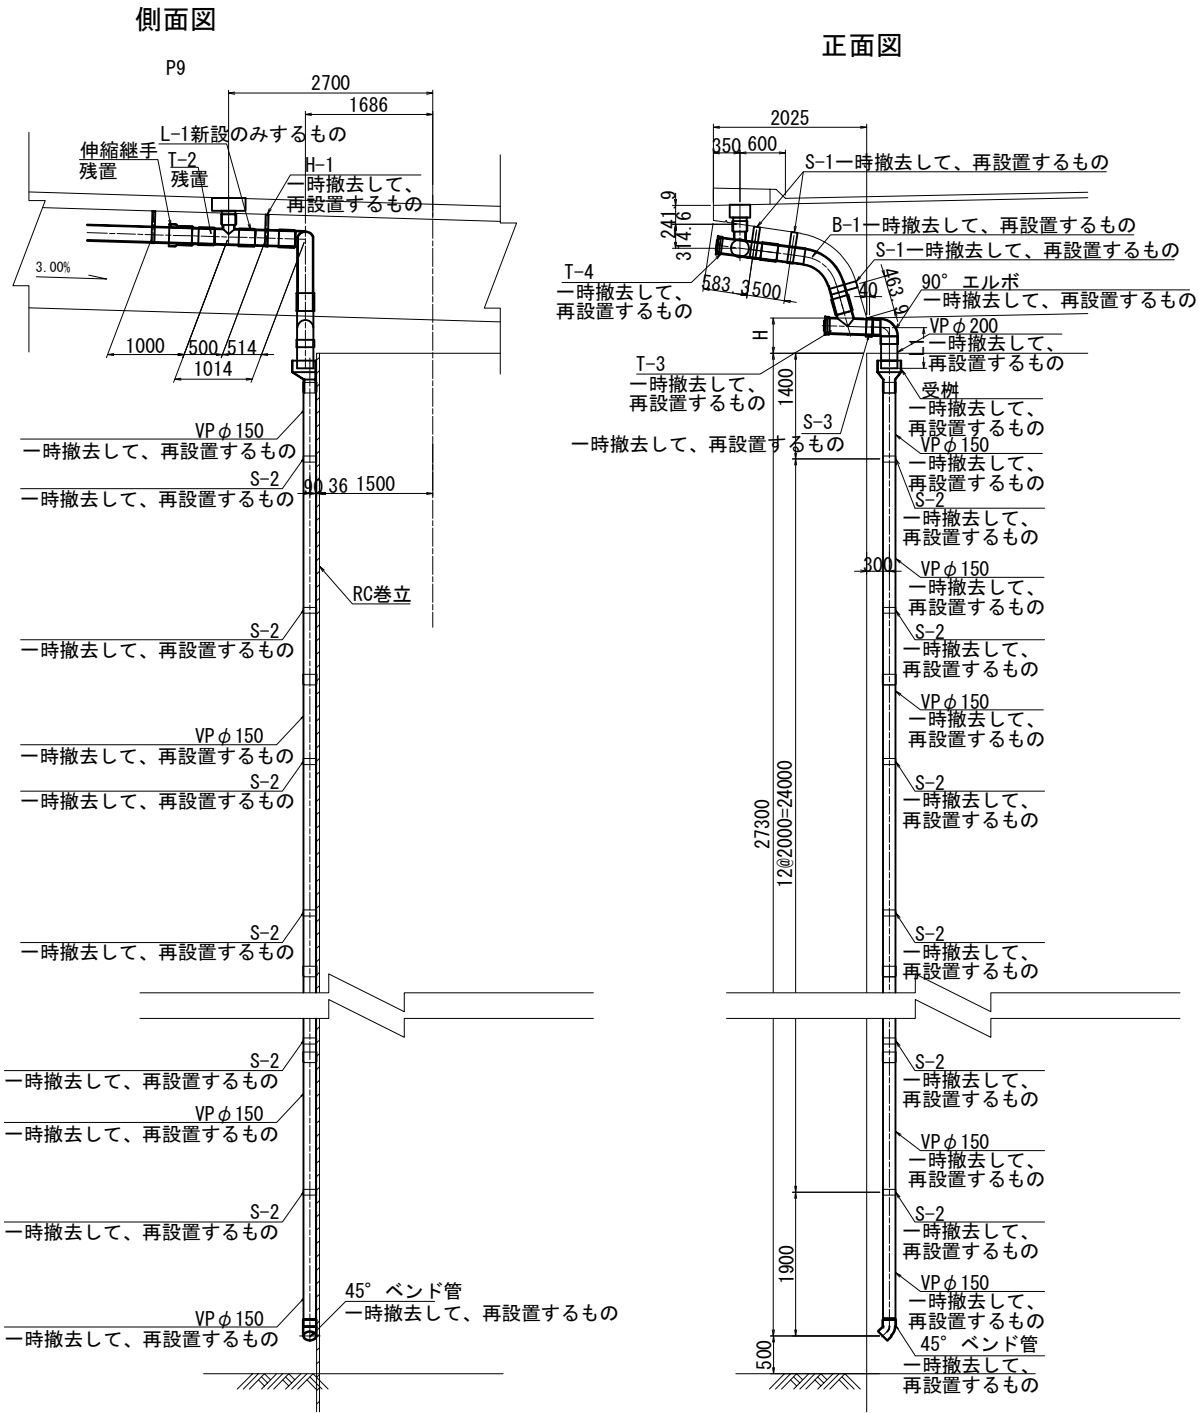 側面図
P9
2700
1686
L-1新設のみするもの
伸縮継手
残置
T-2
残置
H-1
一時撤去して、
再設置するもの
3.00%
1000
500
514
1014
VPφ150
一時撤去して、再設置するもの
S-2
一時撤去して、再設置するもの
90
36
1500
RC巻立
S-2
一時撤去して、再設置するもの
VPφ150
一時撤去して、再設置するもの
S-2
一時撤去して、再設置するもの
S-2
一時撤去して、再設置するもの
S-2
一時撤去して、再設置するもの
VPφ150
一時撤去して、再設置するもの
S-2
一時撤去して、再設置するもの
VPφ150
一時撤去して、再設置するもの
45° ベンド管
一時撤去して、再設置するもの
正面図
2025
350
600
S-1一時撤去して、再設置するもの
241.9
314.6
B-1一時撤去して、再設置するもの
S-1一時撤去して、再設置するもの
T-4
一時撤去して、
再設置するもの
583.3
500
40
463.9
90° エルボ
一時撤去して、再設置するもの
VPφ200
一時撤去して、
再設置するもの
H
L
T-3
一時撤去して、
再設置するもの
S-3
一時撤去して、再設置するもの
1400
受桝
一時撤去して、
再設置するもの
VPφ150
一時撤去して、
再設置するもの
S-2
一時撤去して、
再設置するもの
300
VPφ150
一時撤去して、
再設置するもの
S-2
一時撤去して、
再設置するもの
VPφ150
一時撤去して、
再設置するもの
S-2
一時撤去して、
再設置するもの
27300
12@2000=24000
S-2
一時撤去して、
再設置するもの
S-2
一時撤去して、
再設置するもの
VPφ150
一時撤去して、
再設置するもの
S-2
一時撤去して、
再設置するもの
1900
VPφ150
一時撤去して、
再設置するもの
500
45° ベンド管
一時撤去して、
再設置するもの